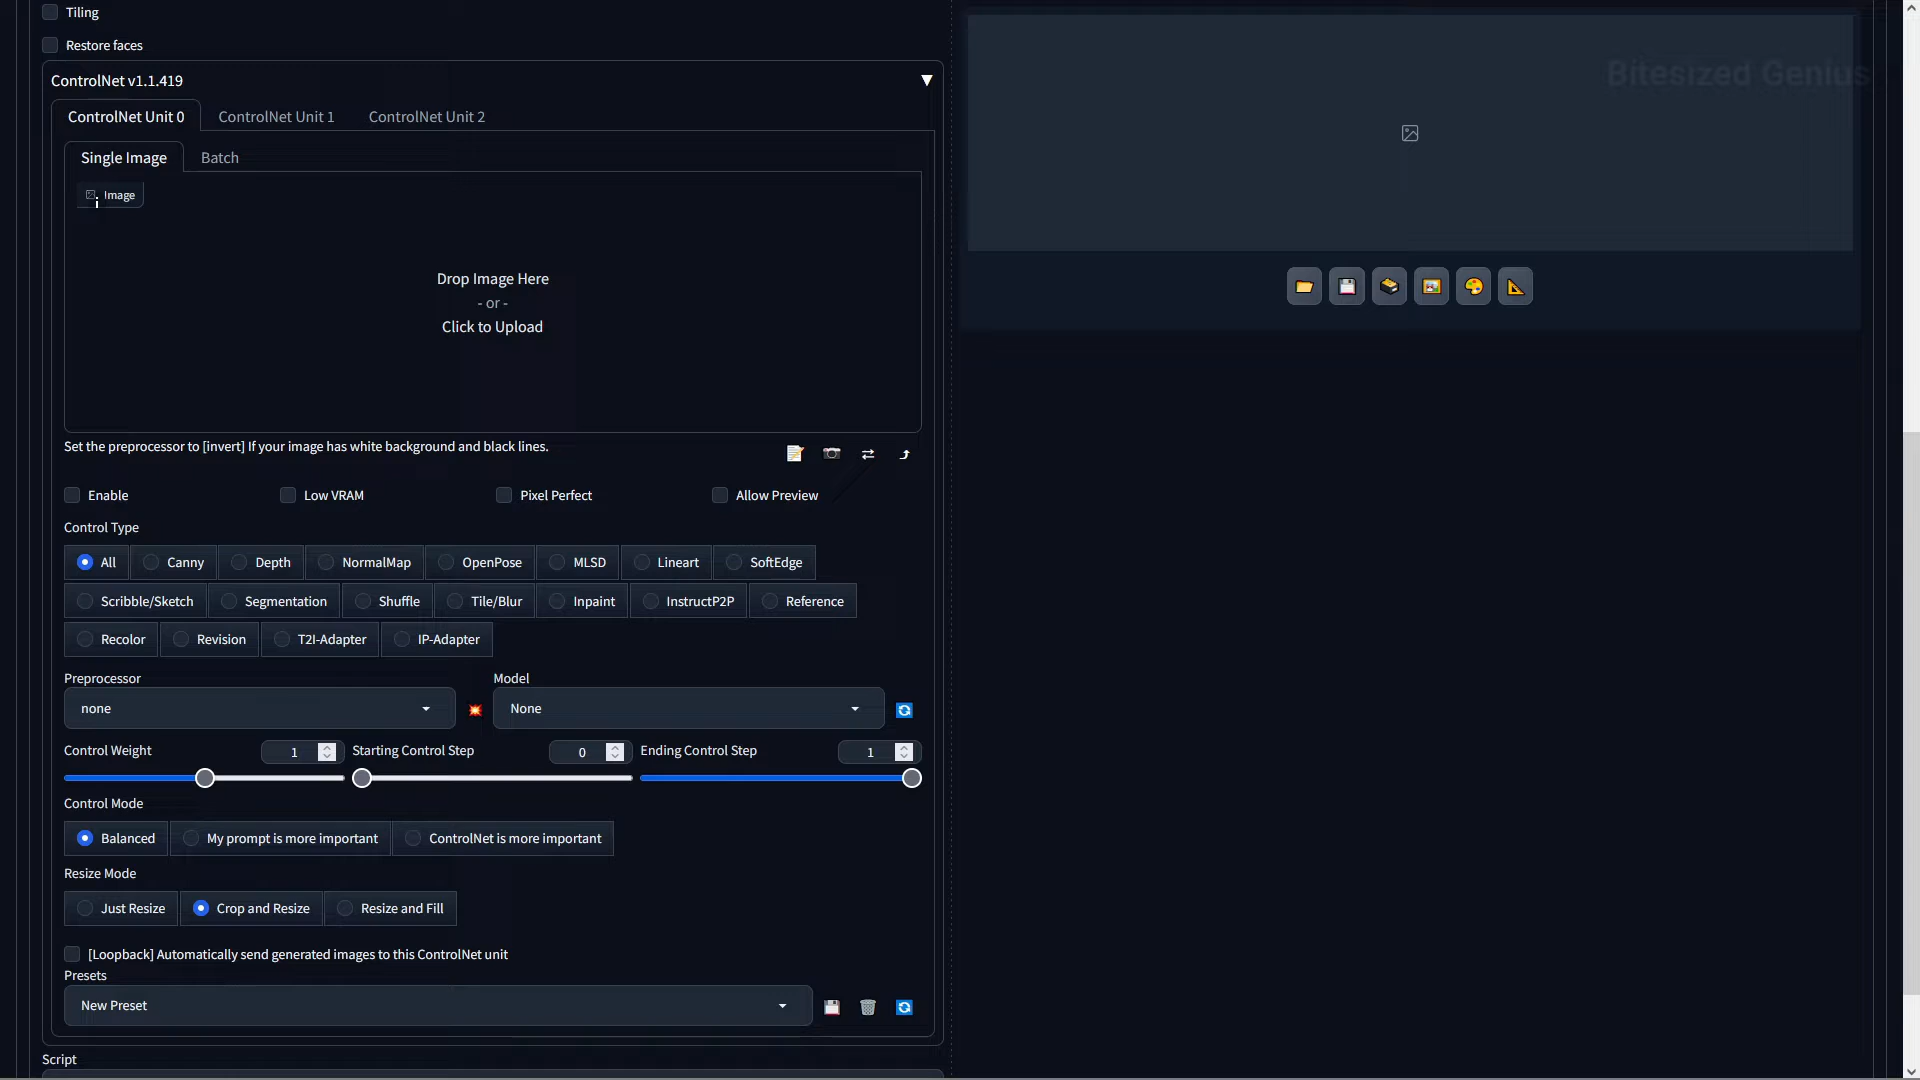 Tiling
Restore faces
Bitesized Genius
ControlNet v1.1.419
ControlNet Unit 0 ControlNet Unit 1 ControlNet Unit 2
Single Image Batch
Image
Drop Image Here
- or -
Click to Upload
Set the preprocessor to [invert] If your image has white background and black lines.
Enable Low VRAM Pixel Perfect Allow Preview
Control Type
All Canny Depth NormalMap OpenPose MLSD Lineart SoftEdge
Scribble/Sketch Segmentation Shuffle Tile/Blur Inpaint InstructP2P Reference
Recolor Revision T2I-Adapter IP-Adapter
Preprocessor Model
none None
Control Weight 1 Starting Control Step 0 Ending Control Step 1
Control Mode
Balanced My prompt is more important ControlNet is more important
Resize Mode
Just Resize Crop and Resize Resize and Fill
[Loopback] Automatically send generated images to this ControlNet unit
Presets
New Preset
Script